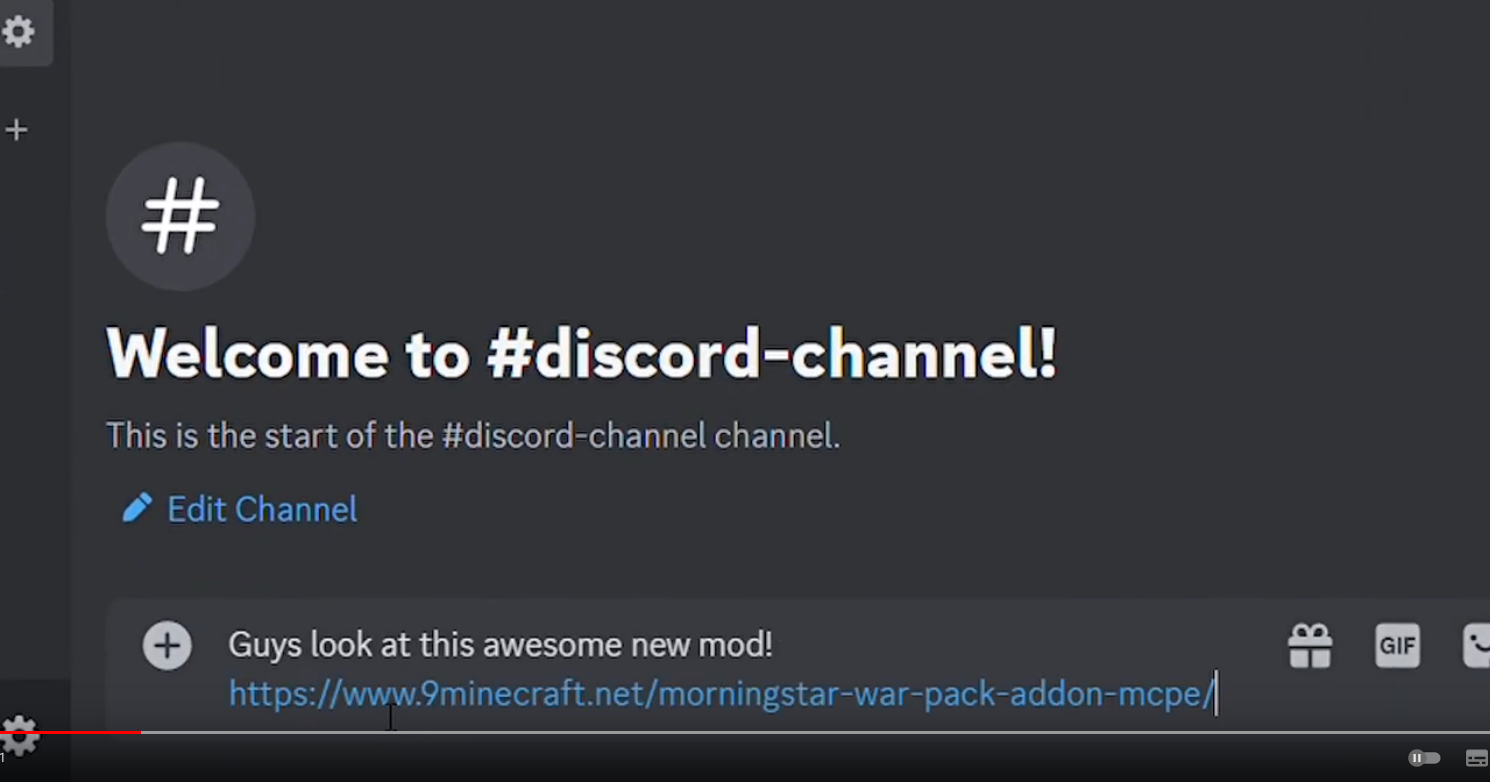 Welcome to #discord-channel!
This is the start of the #discord-channel channel.
Edit Channel
Guys look at this awesome new mod!
GIF
https://www.9minecraft.net/morningstar-war-pack-addon-mcpe/
1